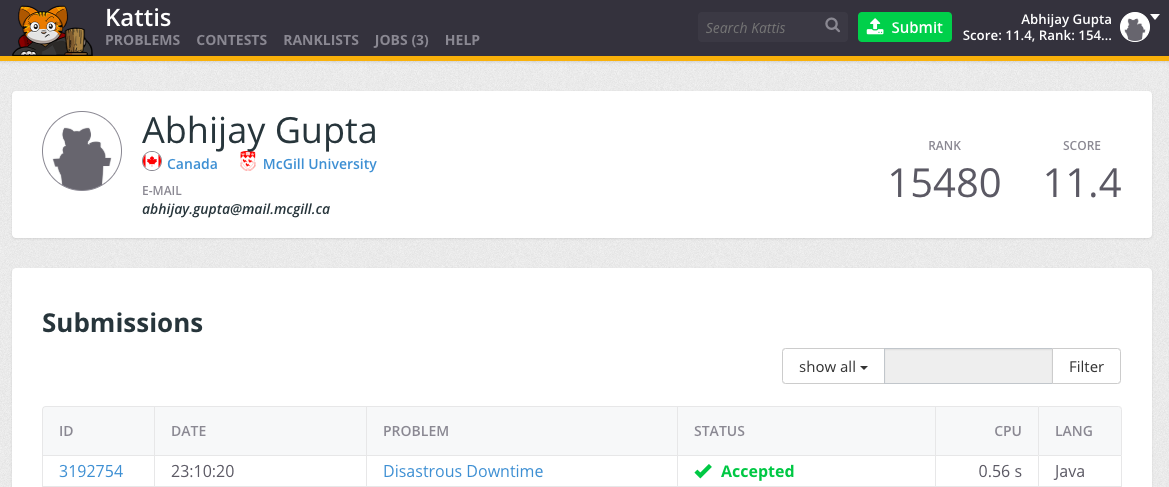 Kattis
PROBLEMS CONTESTS RANKLISTS JOBS (3) HELP
Search Kattis
Submit
Abhijay Gupta
Score: 11.4, Rank: 154...
Abhijay Gupta
Canada McGill University
E-MAIL
abhijay.gupta@mail.mcgill.ca
RANK SCORE
15480 11.4
Submissions
show all Filter
ID DATE PROBLEM STATUS CPU LANG
3192754 23:10:20 Disastrous Downtime Accepted 0.56 s Java